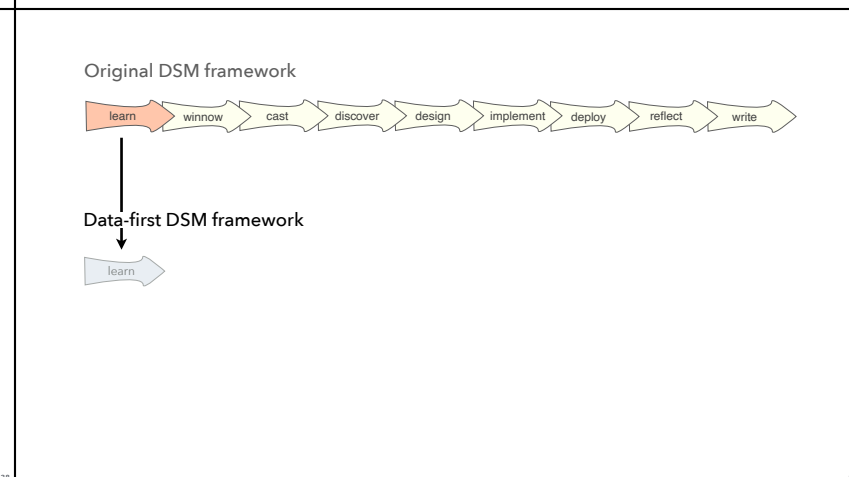 Original DSM framework
learn winnow cast discover design implement deploy reflect write
Data-first DSM framework
learn